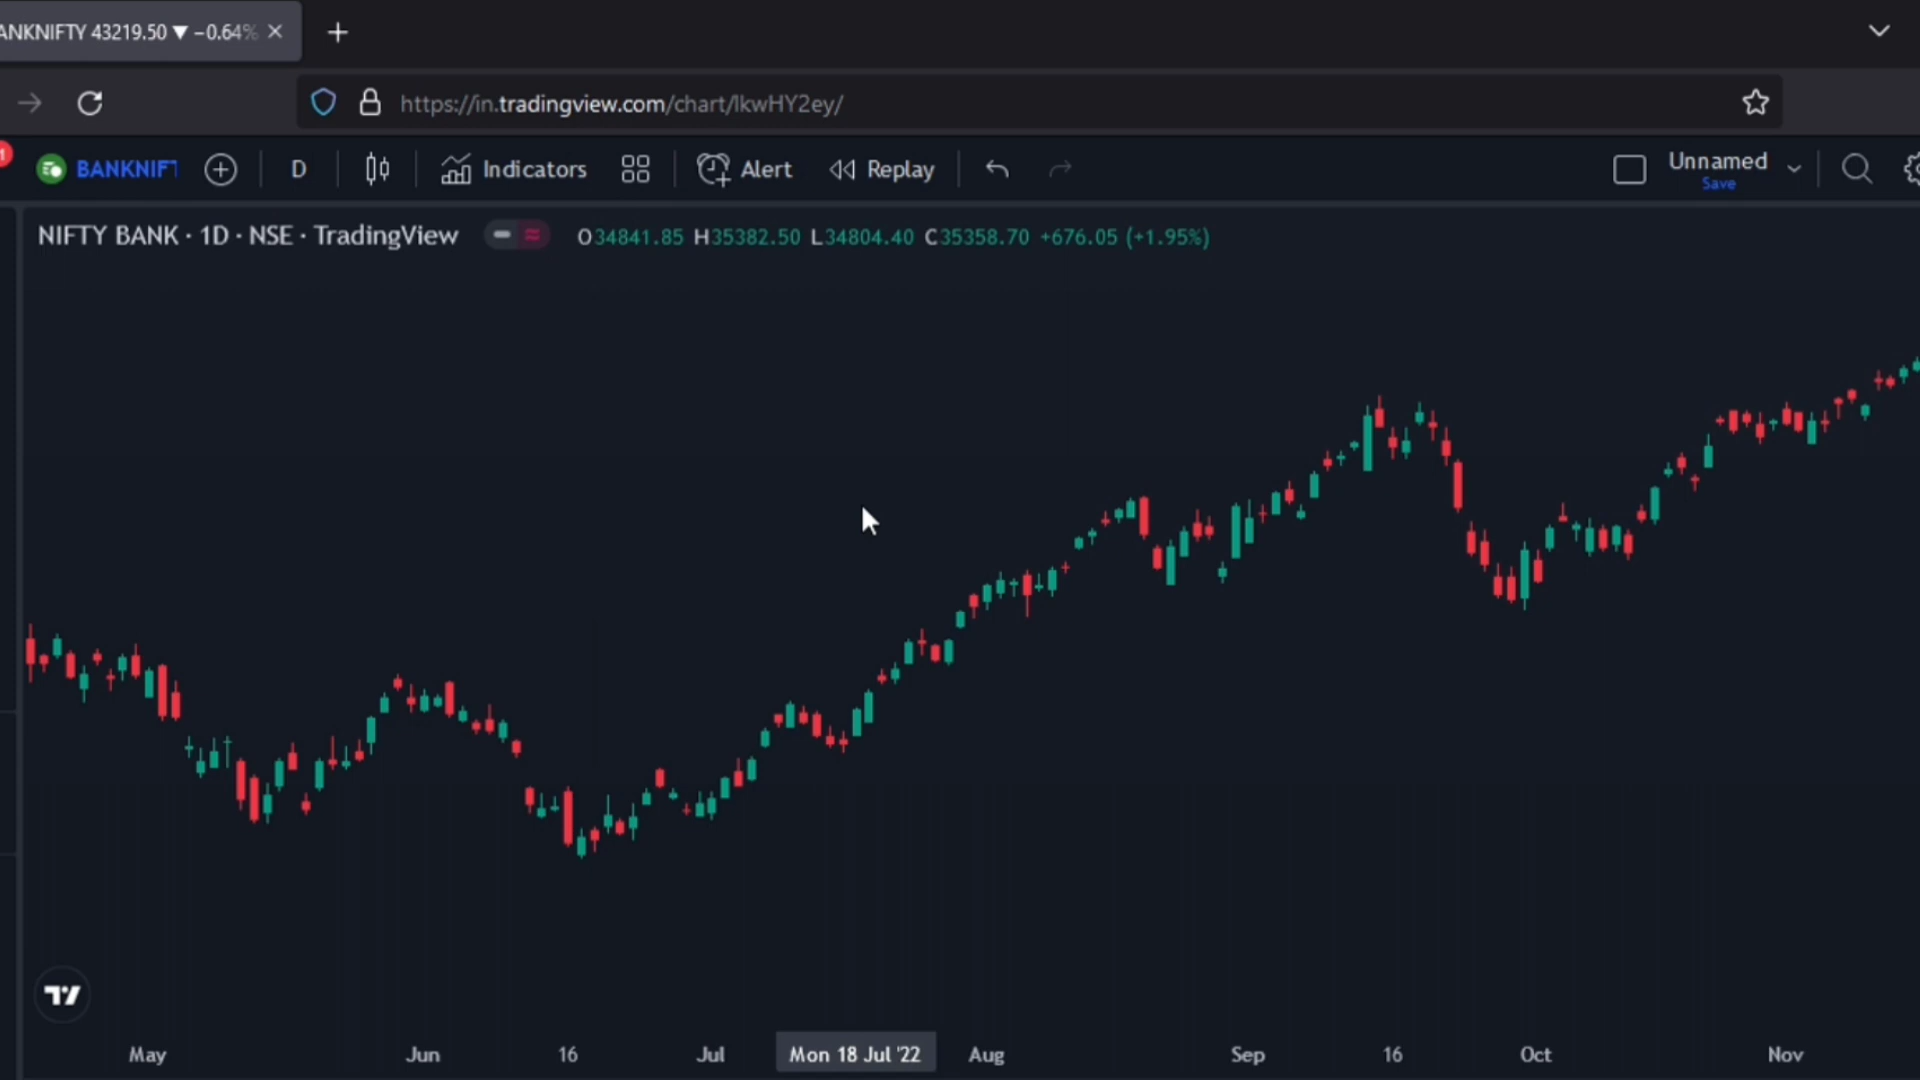 ANKNIFTY 43219.50 ▼ −0.64%
https://in.tradingview.com/chart/lkwHY2ey/
1
BANKNIFT D Indicators Alert Replay Unnamed
Save
NIFTY BANK · 1D · NSE · TradingView O34841.85 H35382.50 L34804.40 C35358.70 +676.05 (+1.95%)
May Jun 16 Jul Mon 18 Jul '22 Aug Sep 16 Oct Nov